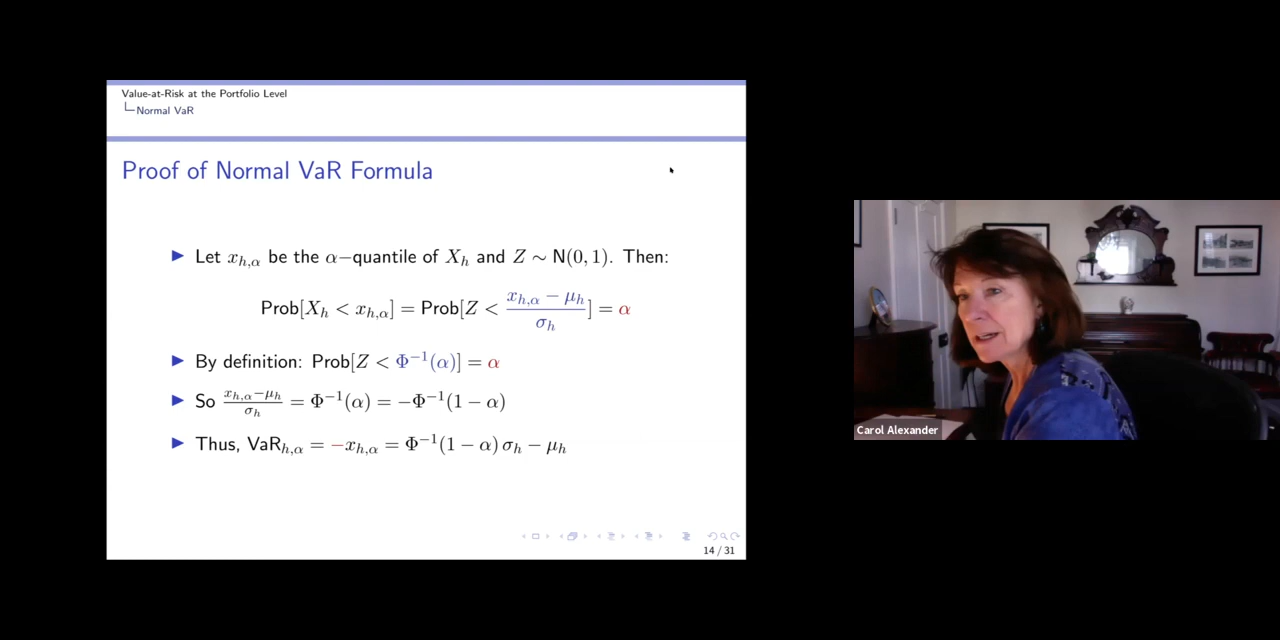 Value-at-Risk at the Portfolio Level
Normal VaR
Proof of Normal VaR Formula
▶ Let x_{h,α} be the α−quantile of X_h and Z ∼ N(0, 1). Then:
Prob[X_h < x_{h,α}] = Prob[Z < \frac{x_{h,α} − μ_h}{σ_h}] = α
▶ By definition: Prob[Z < Φ^{−1}(α)] = α
▶ So \frac{x_{h,α}−μ_h}{σ_h} = Φ^{−1}(α) = −Φ^{−1}(1 − α)
▶ Thus, VaR_{h,α} = −x_{h,α} = Φ^{−1}(1 − α) σ_h − μ_h
14 / 31
Carol Alexander